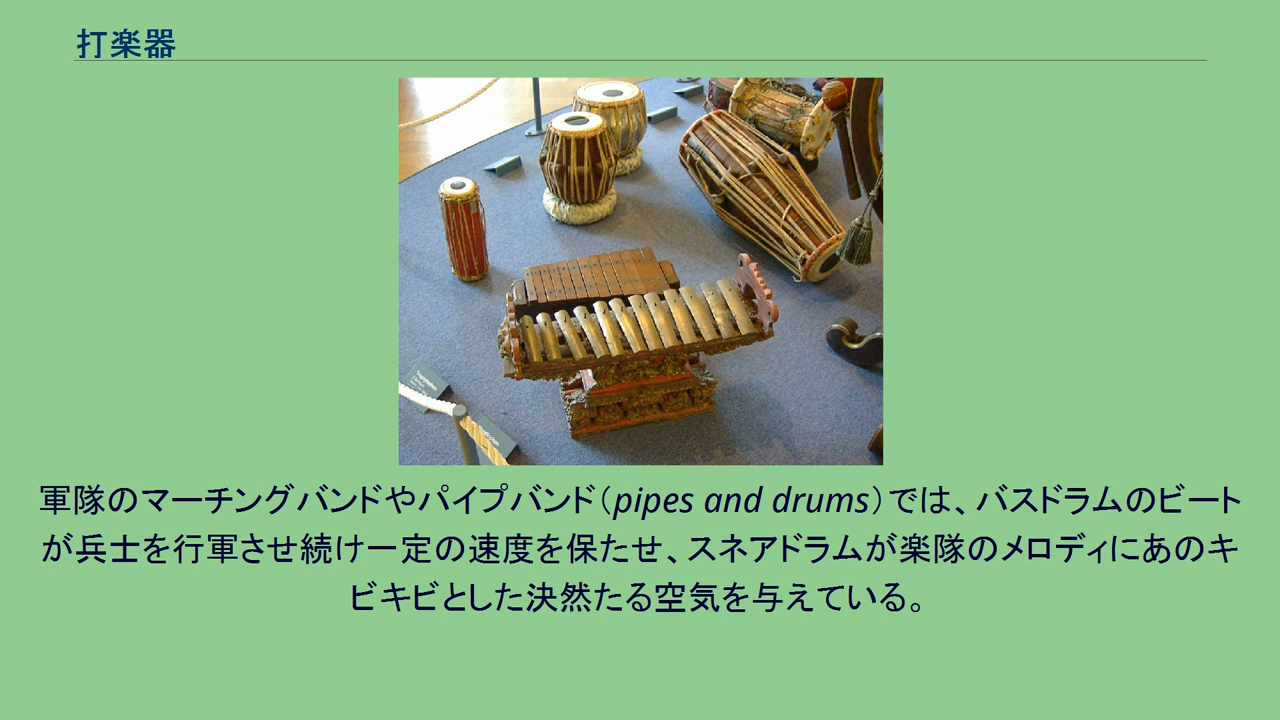 打楽器
軍隊のマーチングバンドやパイプバンド（pipes and drums）では、バスドラムのビート
が兵士を行軍させ続け一定の速度を保たせ、スネアドラムが楽隊のメロディにあのキ
ビキビとした決然たる空気を与えている。